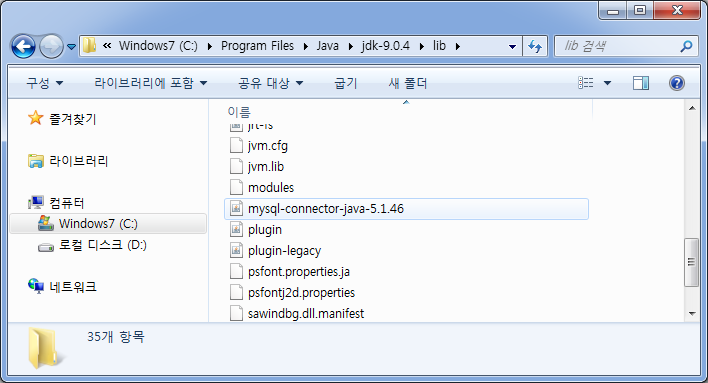 « Windows7 (C:) ▸ Program Files ▸ Java ▸ jdk-9.0.4 ▸ lib ▸
lib 검색
구성 라이브러리에 포함 공유 대상 굽기 새 폴더
즐겨찾기
라이브러리
컴퓨터
Windows7 (C:)
로컬 디스크 (D:)
네트워크
이름
jrt-fs
jvm.cfg
jvm.lib
modules
mysql-connector-java-5.1.46
plugin
plugin-legacy
psfont.properties.ja
psfontj2d.properties
sawindbg.dll.manifest
35개 항목